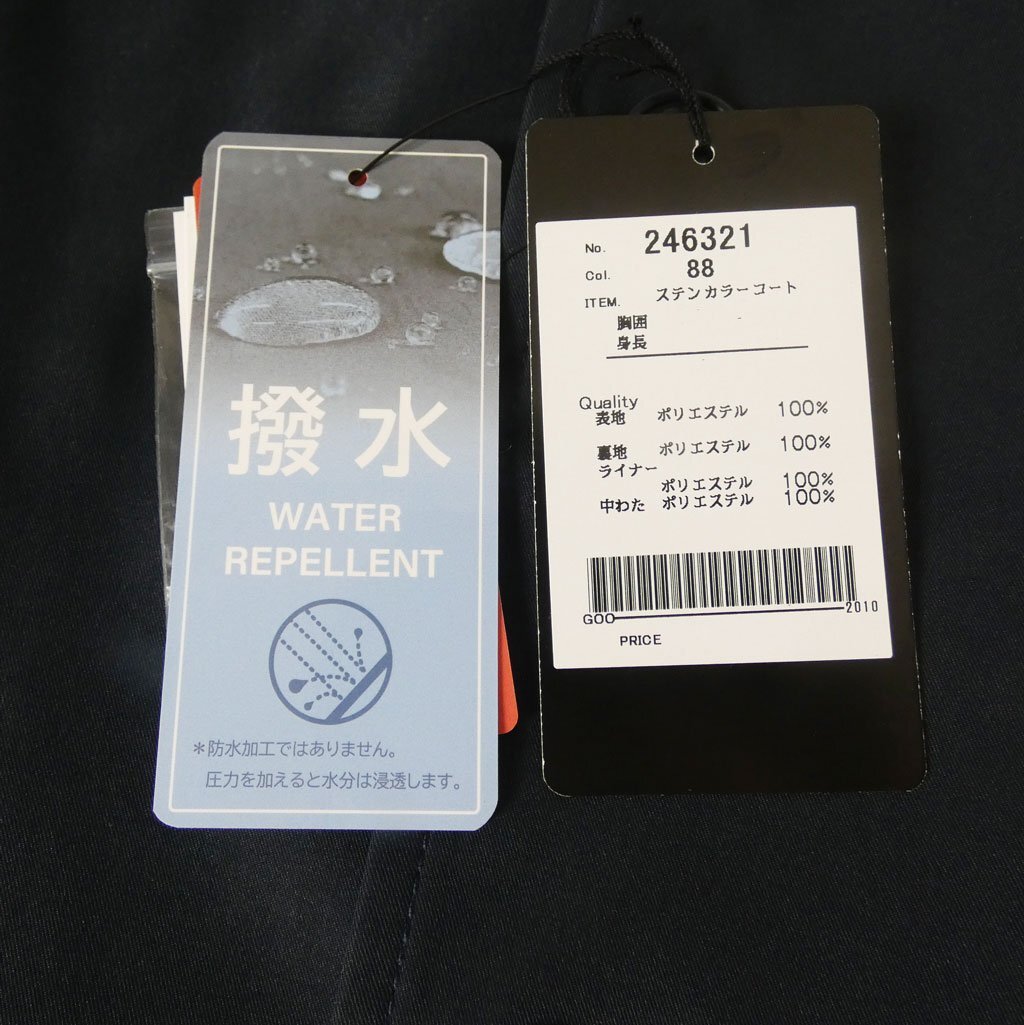 撥水
WATER
REPELLENT
＊防水加工ではありません。
圧力を加えると水分は浸透します。
No. 246321
Col. 88
ITEM. ステンカラーコート
胸囲
身長
Quality
表地 ポリエステル 100%
裏地 ポリエステル 100%
ライナー
ポリエステル 100%
中わた ポリエステル 100%
GOO 2010
PRICE